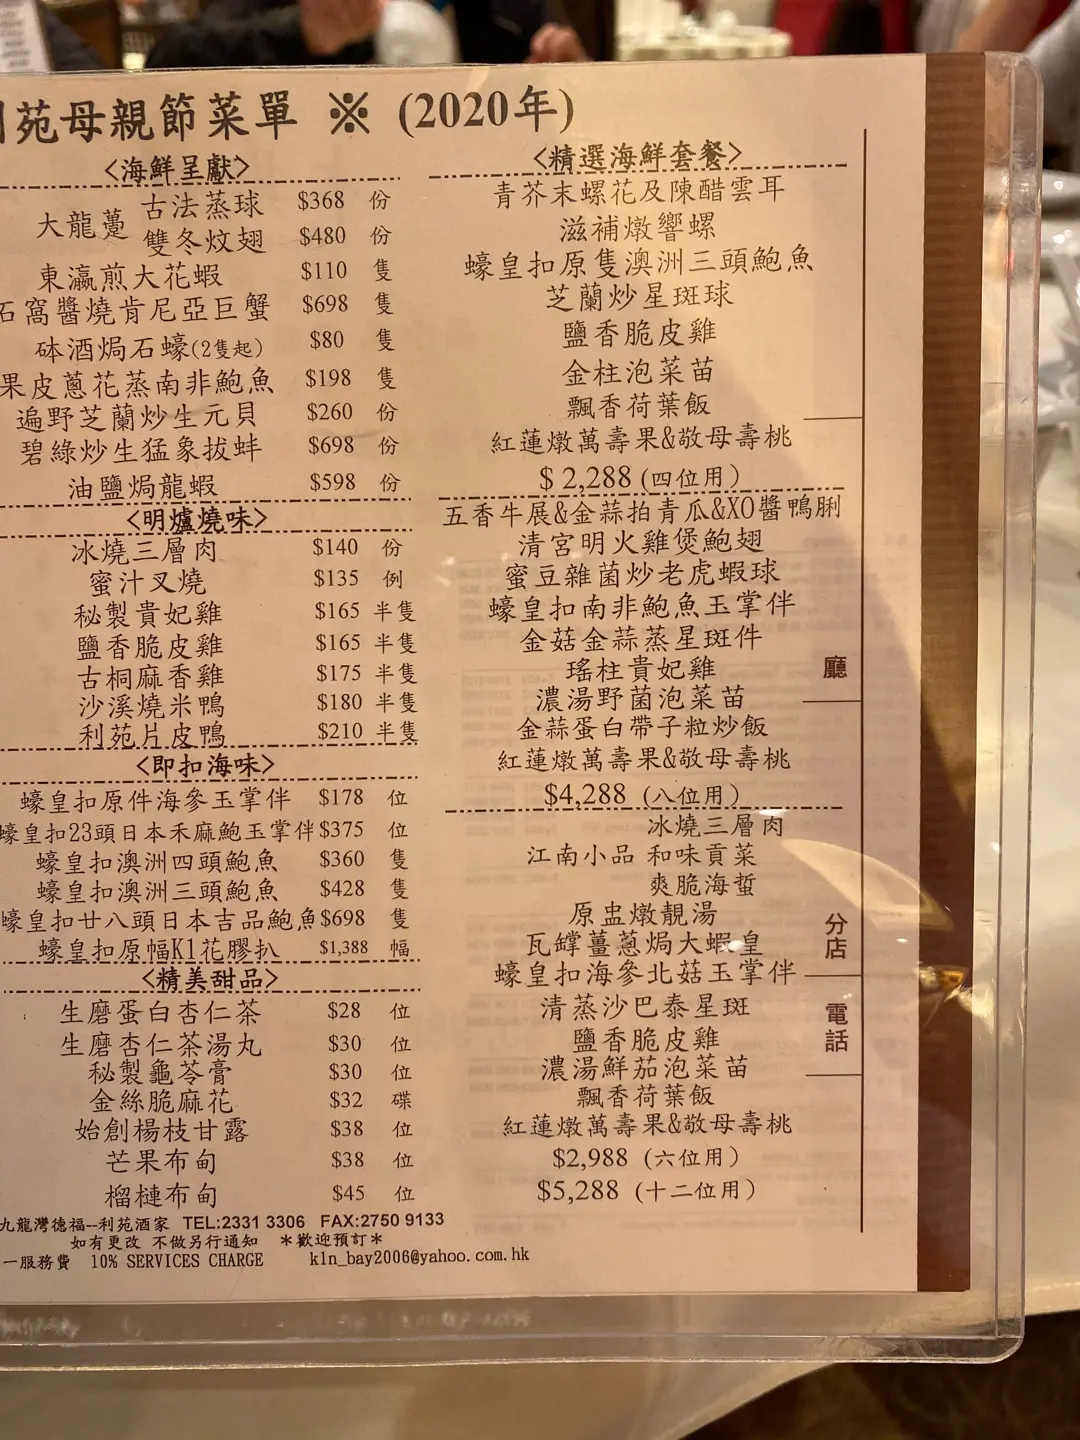 苑母親節菜單 ※ (2020年)
<海鮮呈獻>
大龍躉 古法蒸球 $368 份
雙冬炆翅 $480 份
東瀛煎大花蝦 $110 隻
石窩醬燒肯尼亞巨蟹 $698 隻
砵酒焗石蠔(2隻起) $80 隻
果皮蔥花蒸南非鮑魚 $198 隻
遍野芝蘭炒生元貝 $260 份
碧綠炒生猛象拔蚌 $698 份
油鹽焗龍蝦 $598 份
<明爐燒味>
冰燒三層肉 $140 份
蜜汁叉燒 $135 例
秘製貴妃雞 $165 半隻
鹽香脆皮雞 $165 半隻
古桐麻香雞 $175 半隻
沙溪燒米鴨 $180 半隻
利苑片皮鴨 $210 半隻
<即扣海味>
蠔皇扣原件海參玉掌伴 $178 位
蠔皇扣23頭日本禾麻鮑玉掌伴 $375 位
蠔皇扣澳洲四頭鮑魚 $360 隻
蠔皇扣澳洲三頭鮑魚 $428 隻
蠔皇扣廿八頭日本吉品鮑魚 $698 隻
蠔皇扣原幅K1花膠扒 $1,388 幅
<精美甜品>
生磨蛋白杏仁茶 $28 位
生磨杏仁茶湯丸 $30 位
秘製龜苓膏 $30 位
金絲脆麻花 $32 碟
始創楊枝甘露 $38 位
芒果布甸 $38 位
榴槤布甸 $45 位
九龍灣德福--利苑酒家 TEL:2331 3306 FAX:2750 9133
如有更改 不做另行通知 *歡迎預訂*
一服務費 10% SERVICES CHARGE kln_bay2006@yahoo.com.hk
<精選海鮮套餐>
青芥末螺花及陳醋雲耳
滋補燉響螺
蠔皇扣原隻澳洲三頭鮑魚
芝蘭炒星斑球
鹽香脆皮雞
金柱泡菜苗
飄香荷葉飯
紅蓮燉萬壽果&敬母壽桃
$ 2,288 (四位用)
五香牛展&金蒜拍青瓜&XO醬鴨脷
清宮明火雞煲鮑翅
蜜豆雜菌炒老虎蝦球
蠔皇扣南非鮑魚玉掌伴
金菇金蒜蒸星斑件
瑤柱貴妃雞
濃湯野菌泡菜苗
金蒜蛋白帶子粒炒飯
紅蓮燉萬壽果&敬母壽桃
$4,288 (八位用)
冰燒三層肉
江南小品 和味貢菜
爽脆海蜇
原盅燉靚湯
瓦罉薑蔥焗大蝦皇
蠔皇扣海參北菇玉掌伴
清蒸沙巴泰星斑
鹽香脆皮雞
濃湯鮮茄泡菜苗
飄香荷葉飯
紅蓮燉萬壽果&敬母壽桃
$2,988 (六位用)
$5,288 (十二位用)
廳
分店
電話